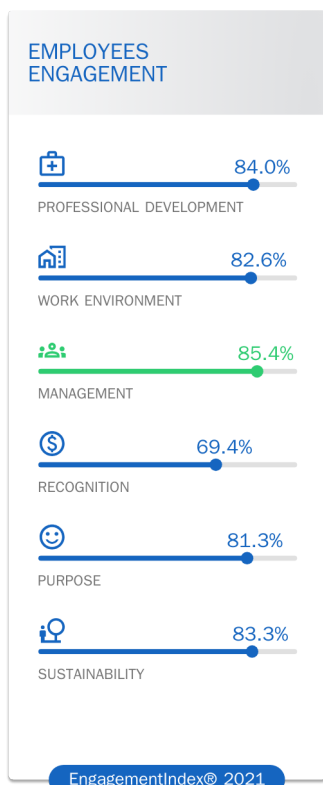 EMPLOYEES
ENGAGEMENT
84.0%
PROFESSIONAL DEVELOPMENT
82.6%
WORK ENVIRONMENT
85.4%
MANAGEMENT
69.4%
RECOGNITION
81.3%
PURPOSE
83.3%
SUSTAINABILITY
EngagementIndex® 2021